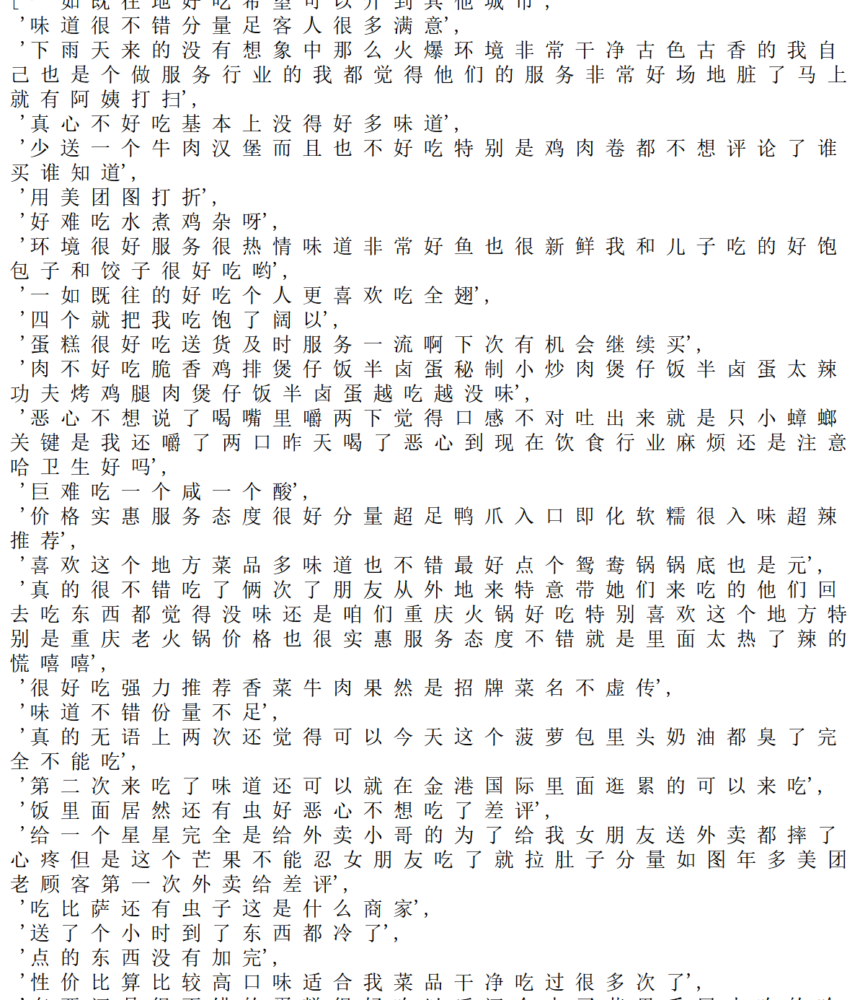 ['一 如 既 往 地 好 吃 希 望 可 以 开 到 其 他 城 市',
'味 道 很 不 错 分 量 足 客 人 很 多 满 意',
'下 雨 天 来 的 没 有 想 象 中 那 么 火 爆 环 境 非 常 干 净 古 色 古 香 的 我 自
己 也 是 个 做 服 务 行 业 的 我 都 觉 得 他 们 的 服 务 非 常 好 场 地 脏 了 马 上
就 有 阿 姨 打 扫',
'真 心 不 好 吃 基 本 上 没 得 好 多 味 道',
'少 送 一 个 牛 肉 汉 堡 而 且 也 不 好 吃 特 别 是 鸡 肉 卷 都 不 想 评 论 了 谁
买 谁 知 道',
'用 美 团 图 打 折',
'好 难 吃 水 煮 鸡 杂 呀',
'环 境 很 好 服 务 很 热 情 味 道 非 常 好 鱼 也 很 新 鲜 我 和 儿 子 吃 的 好 饱
包 子 和 饺 子 很 好 吃 哟',
'一 如 既 往 的 好 吃 个 人 更 喜 欢 吃 全 翅',
'四 个 就 把 我 吃 饱 了 阔 以',
'蛋 糕 很 好 吃 送 货 及 时 服 务 一 流 啊 下 次 有 机 会 继 续 买',
'肉 不 好 吃 脆 香 鸡 排 煲 仔 饭 半 卤 蛋 秘 制 小 炒 肉 煲 仔 饭 半 卤 蛋 太 辣
功 夫 烤 鸡 腿 肉 煲 仔 饭 半 卤 蛋 越 吃 越 没 味',
'恶 心 不 想 说 了 喝 嘴 里 嚼 两 下 觉 得 口 感 不 对 吐 出 来 就 是 只 小 蟑 螂
关 键 是 我 还 嚼 了 两 口 昨 天 喝 了 恶 心 到 现 在 饮 食 行 业 麻 烦 还 是 注 意
哈 卫 生 好 吗',
'巨 难 吃 一 个 咸 一 个 酸',
'价 格 实 惠 服 务 态 度 很 好 分 量 超 足 鸭 爪 入 口 即 化 软 糯 很 入 味 超 辣
推 荐',
'喜 欢 这 个 地 方 菜 品 多 味 道 也 不 错 最 好 点 个 鸳 鸯 锅 锅 底 也 是 元',
'真 的 很 不 错 吃 了 俩 次 了 朋 友 从 外 地 来 特 意 带 她 们 来 吃 的 他 们 回
去 吃 东 西 都 觉 得 没 味 还 是 咱 们 重 庆 火 锅 好 吃 特 别 喜 欢 这 个 地 方 特
别 是 重 庆 老 火 锅 价 格 也 很 实 惠 服 务 态 度 不 错 就 是 里 面 太 热 了 辣 的
慌 嘻 嘻',
'很 好 吃 强 力 推 荐 香 菜 牛 肉 果 然 是 招 牌 菜 名 不 虚 传',
'味 道 不 错 份 量 不 足',
'真 的 无 语 上 两 次 还 觉 得 可 以 今 天 这 个 菠 萝 包 里 头 奶 油 都 臭 了 完
全 不 能 吃',
'第 二 次 来 吃 了 味 道 还 可 以 就 在 金 港 国 际 里 面 逛 累 的 可 以 来 吃',
'饭 里 面 居 然 还 有 虫 好 恶 心 不 想 吃 了 差 评',
'给 一 个 星 星 完 全 是 给 外 卖 小 哥 的 为 了 给 我 女 朋 友 送 外 卖 都 摔 了
心 疼 但 是 这 个 芒 果 不 能 忍 女 朋 友 吃 了 就 拉 肚 子 分 量 如 图 年 多 美 团
老 顾 客 第 一 次 外 卖 给 差 评',
'吃 比 萨 还 有 虫 子 这 是 什 么 商 家',
'送 了 个 小 时 到 了 东 西 都 冷 了',
'点 的 东 西 没 有 加 完',
'性 价 比 算 比 较 高 口 味 适 合 我 菜 品 干 净 吃 过 很 多 次 了',